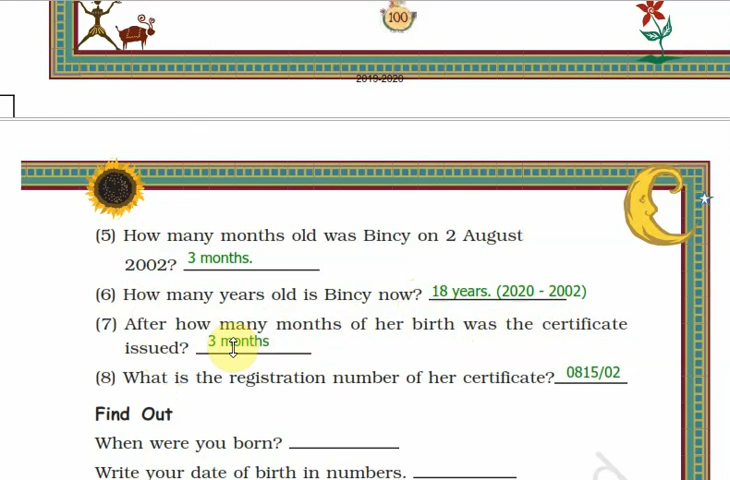 100
2019-2020
(5) How many months old was Bincy on 2 August
2002? 3 months.
(6) How many years old is Bincy now? 18 years. (2020 - 2002)
(7) After how many months of her birth was the certificate
issued? 3 months
(8) What is the registration number of her certificate? 0815/02
Find Out
When were you born?
Write your date of birth in numbers.